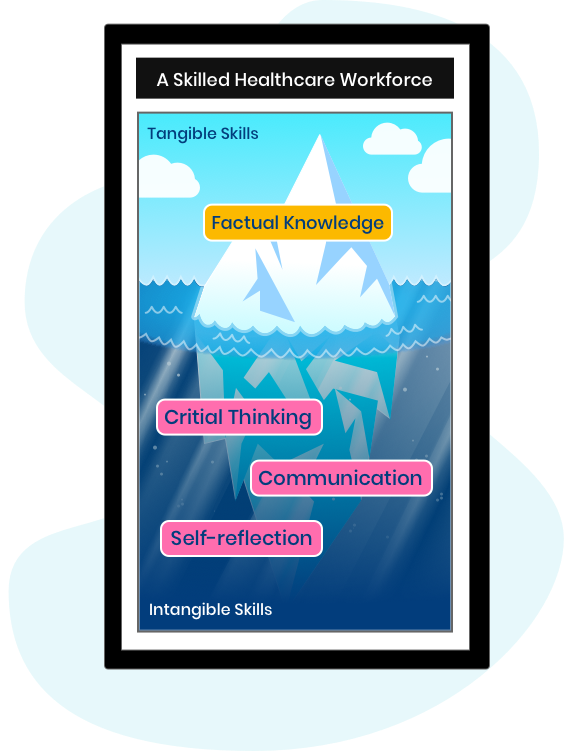 A Skilled Healthcare Workforce
Tangible Skills
Factual Knowledge
Critial Thinking
Communication
Self-reflection
Intangible Skills